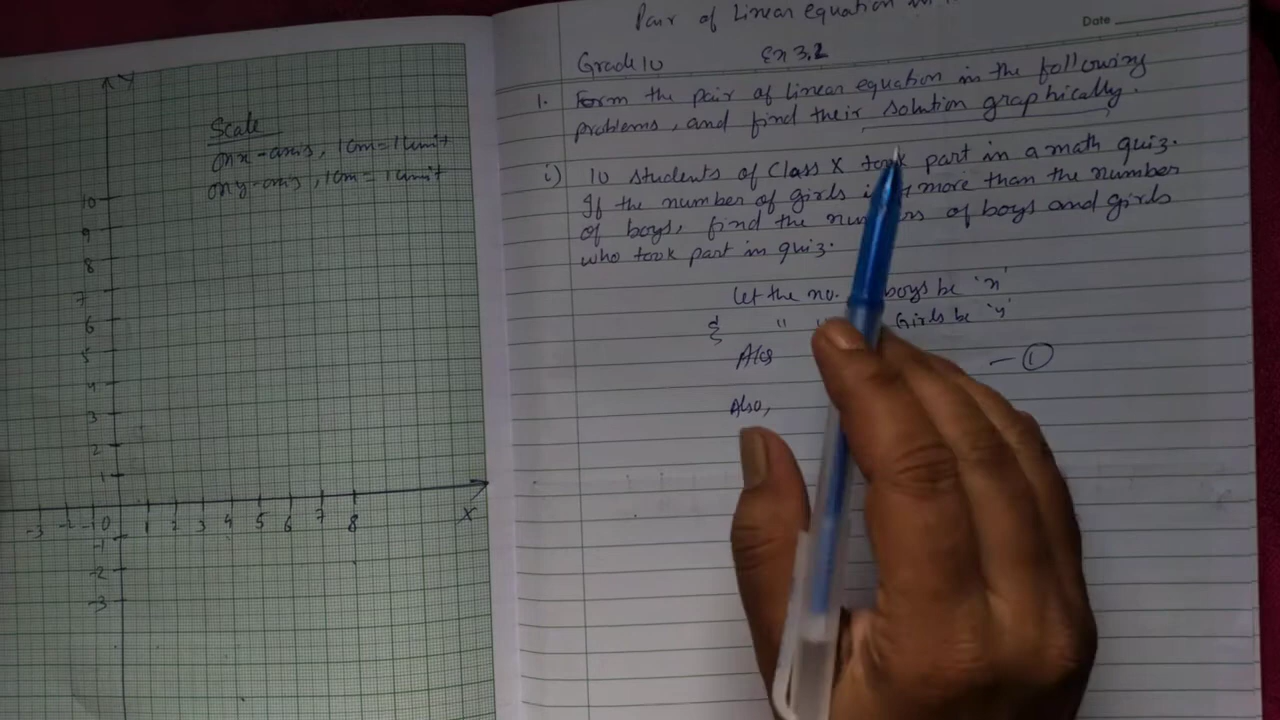 Y
Scale
on x-axis, 1cm=1unit
on y-axis, 1cm=1unit
10
9
8
7
6
5
4
3
2
1
-3 -2 -1 0 1 2 3 4 5 6 7 8
X
-1
-2
-3
Pair of Linear equation in
Date
Grade 10 Ex 3.2
1. Form the pair of linear equation in the following
problems, and find their solution graphically.
i) 10 students of Class X took part in a math quiz.
If the number of girls is 4 more than the number
of boys, find the numbers of boys and girls
who took part in quiz.
Let the no. boys be 'x'
& " " Girls be 'y'
— ①
Also,